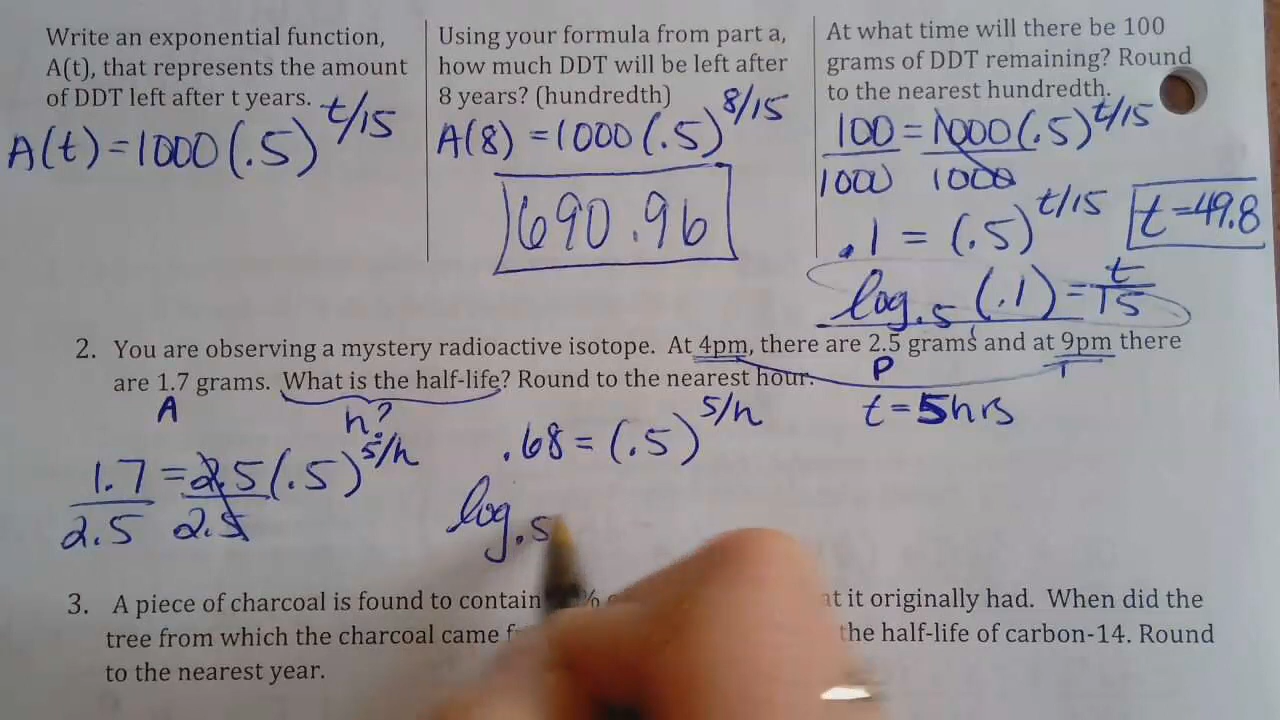 Write an exponential function,
A(t), that represents the amount
of DDT left after t years.
A(t) = 1000 (.5)^t/15
Using your formula from part a,
how much DDT will be left after
8 years? (hundredth)
A(8) = 1000 (.5)^8/15
690.96
At what time will there be 100
grams of DDT remaining? Round
to the nearest hundredth.
100 = 1000 (.5)^t/15
1000 1000
.1 = (.5)^t/15
t = 49.8
log.5 (.1) = t/15
2. You are observing a mystery radioactive isotope. At 4pm, there are 2.5 grams and at 9pm there
are 1.7 grams. What is the half-life? Round to the nearest hour.
A
h?
P
T
t = 5hrs
1.7 = 2.5 (.5)^5/h
2.5 2.5
.68 = (.5)^5/h
log.5
3. A piece of charcoal is found to contain % at it originally had. When did the
tree from which the charcoal came the half-life of carbon-14. Round
to the nearest year.